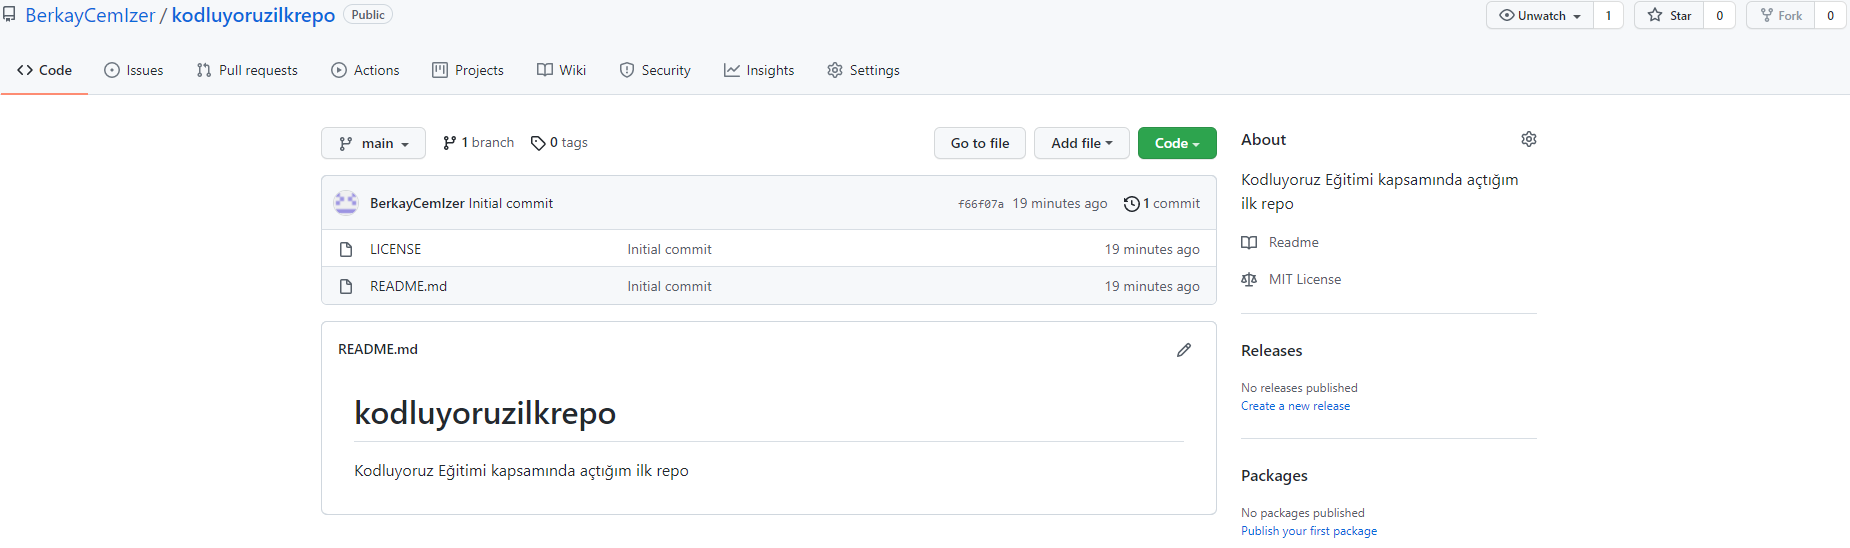 BerkayCemIzer / kodluyoruzilkrepo Public
Unwatch 1 Star 0 Fork 0
Code Issues Pull requests Actions Projects Wiki Security Insights Settings
main 1 branch 0 tags Go to file Add file Code
BerkayCemIzer Initial commit f66f07a 19 minutes ago 1 commit
LICENSE Initial commit 19 minutes ago
README.md Initial commit 19 minutes ago
README.md
kodluyoruzilkrepo
Kodluyoruz Eğitimi kapsamında açtığım ilk repo
About
Kodluyoruz Eğitimi kapsamında açtığım
ilk repo
Readme
MIT License
Releases
No releases published
Create a new release
Packages
No packages published
Publish your first package